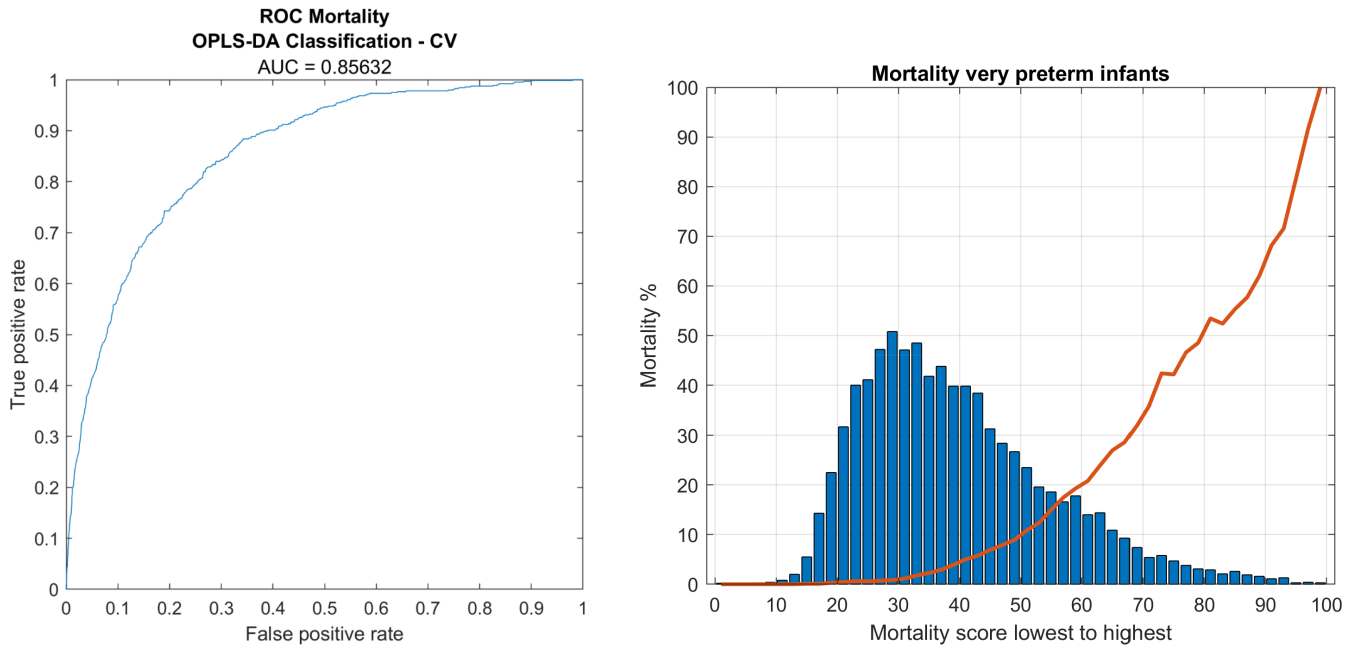 ROC Mortality
OPLS-DA Classification - CV
AUC = 0.85632
1
0.9
0.8
0.7
0.6
0.5
0.4
0.3
0.2
0.1
0
True positive rate
0 0.1 0.2 0.3 0.4 0.5 0.6 0.7 0.8 0.9 1
False positive rate
Mortality very preterm infants
100
90
80
70
60
50
40
30
20
10
0
Mortality %
0 10 20 30 40 50 60 70 80 90 100
Mortality score lowest to highest